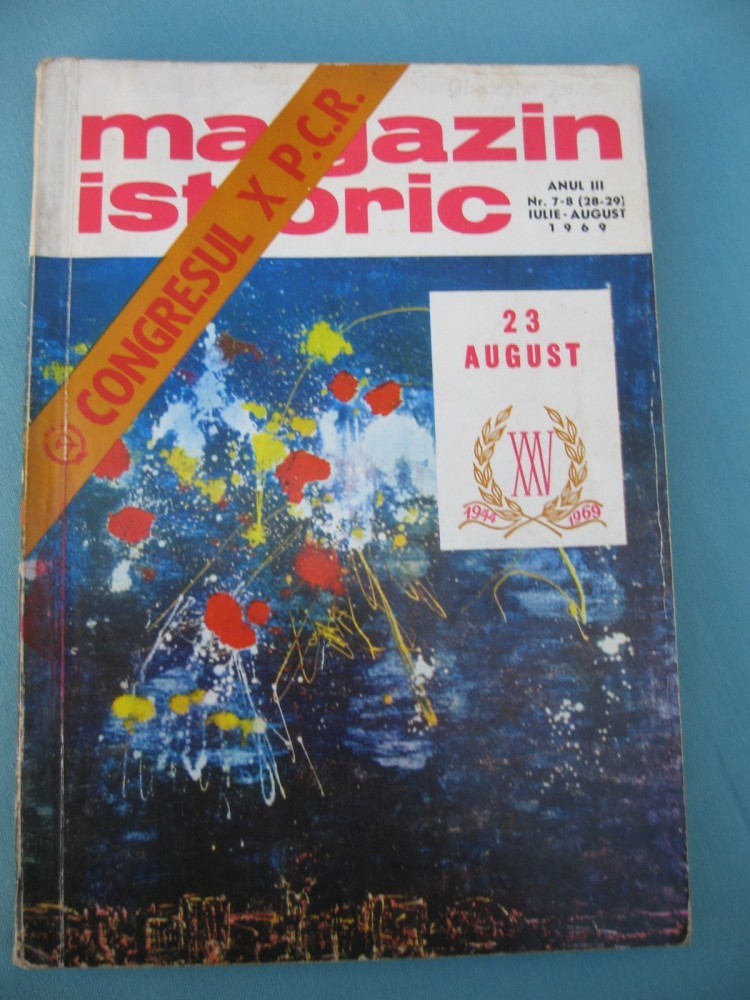 magazin
istoric
CONGRESUL X P.C.R.
ANUL III
Nr. 7-8 (28-29)
IULIE-AUGUST
1969
23
AUGUST
XXV
1944 1969